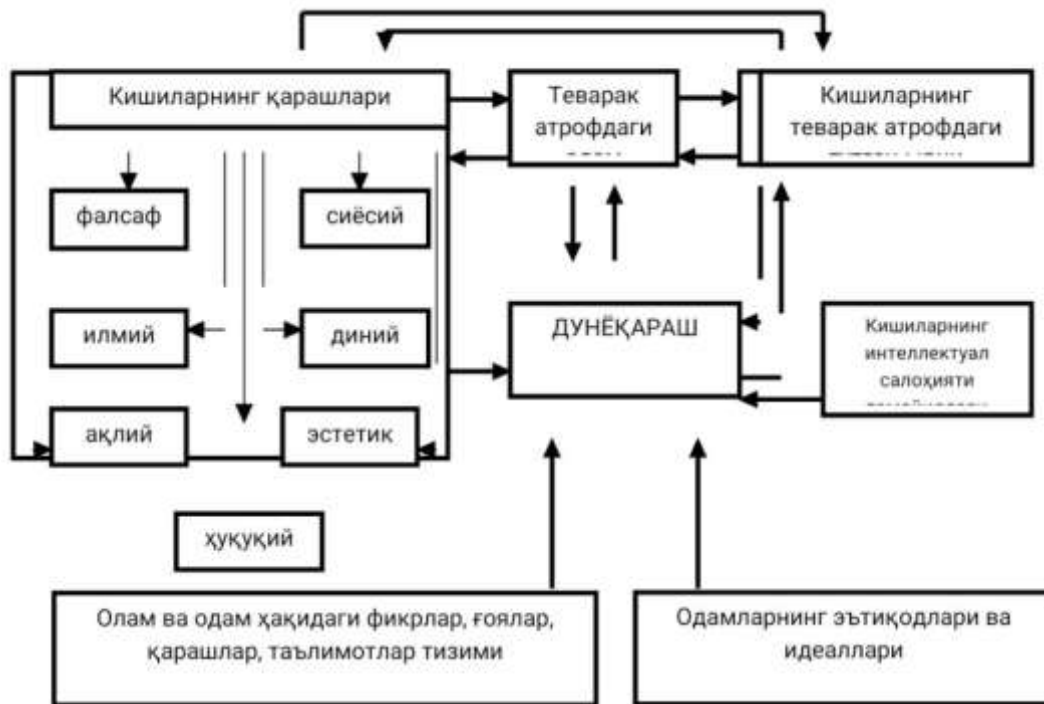 Кишиларнинг қарашлари
Теварак
атрофдаги
Кишиларнинг
теварак атрофдаги
фалсаф
сиёсий
илмий
диний
ДУНЁҚАРАШ
Кишиларнинг
интеллектуал
салоҳияти
ақлий
эстетик
ҳуқуқий
Олам ва одам ҳақидаги фикрлар, ғоялар,
қарашлар, таълимотлар тизими
Одамларнинг эътиқодлари ва
идеаллари